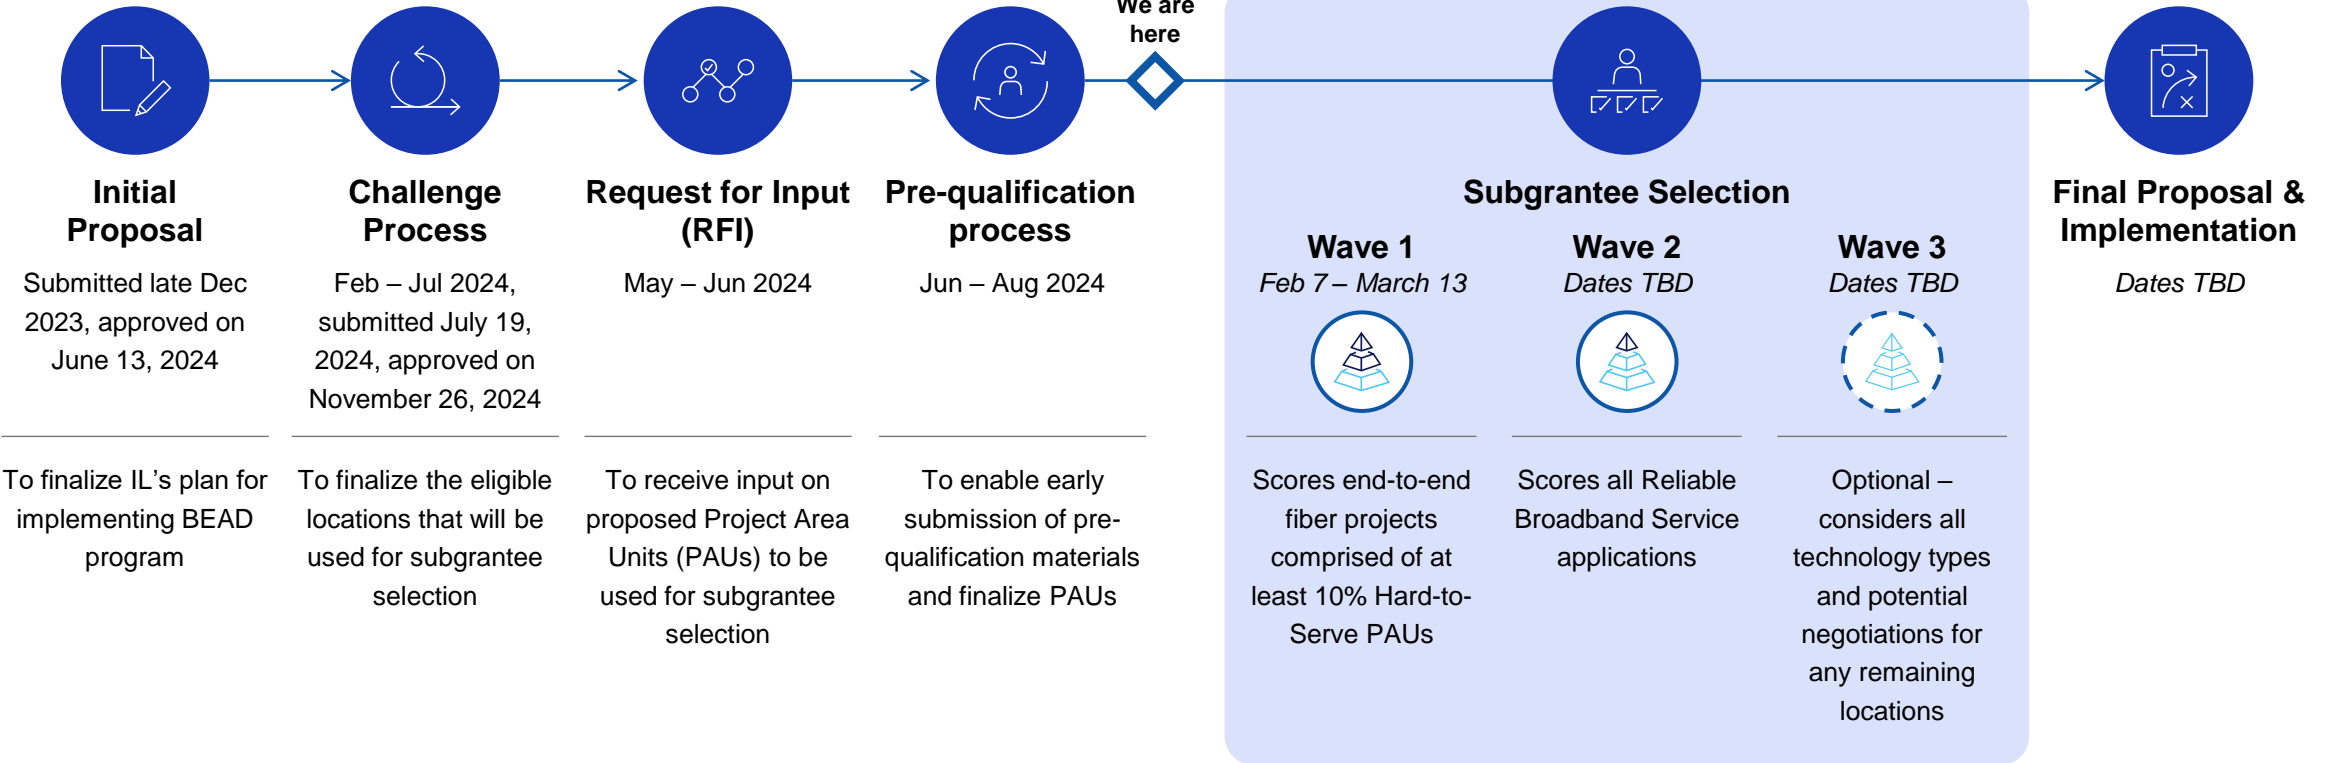 We are
here
Initial
Proposal
Submitted late Dec
2023, approved on
June 13, 2024
To finalize IL’s plan for
implementing BEAD
program
Challenge
Process
Feb – Jul 2024,
submitted July 19,
2024, approved on
November 26, 2024
To finalize the eligible
locations that will be
used for subgrantee
selection
Request for Input
(RFI)
May – Jun 2024
To receive input on
proposed Project Area
Units (PAUs) to be
used for subgrantee
selection
Pre-qualification
process
Jun – Aug 2024
To enable early
submission of pre-
qualification materials
and finalize PAUs
Subgrantee Selection
Wave 1
Feb 7 – March 13
Scores end-to-end
fiber projects
comprised of at
least 10% Hard-to-
Serve PAUs
Wave 2
Dates TBD
Scores all Reliable
Broadband Service
applications
Wave 3
Dates TBD
Optional –
considers all
technology types
and potential
negotiations for
any remaining
locations
Final Proposal &
Implementation
Dates TBD